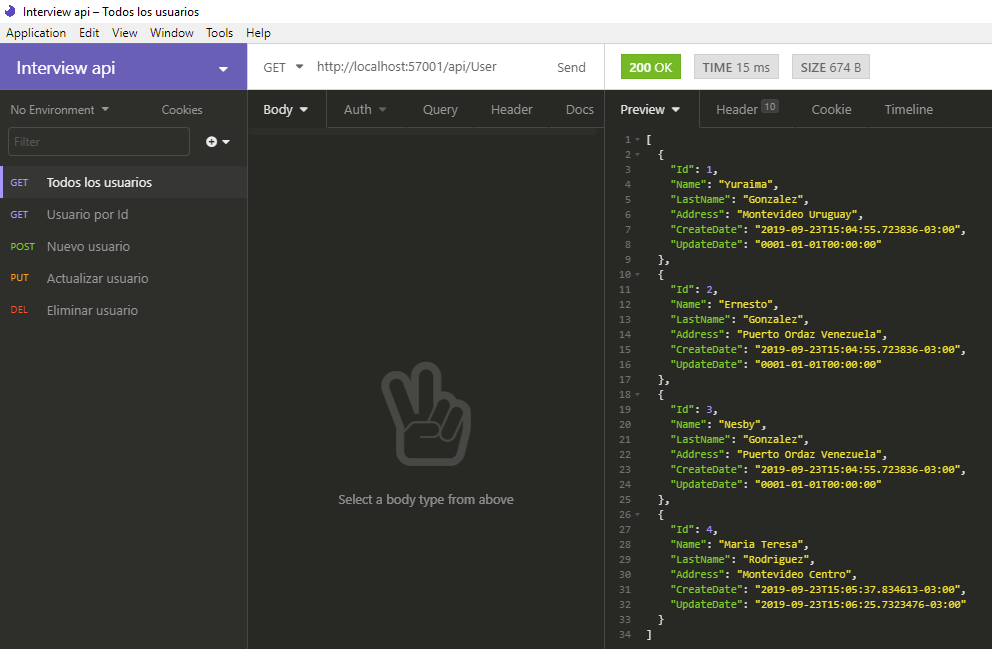 Interview api – Todos los usuarios
Application Edit View Window Tools Help
Interview api
GET http://localhost:57001/api/User Send
200 OK TIME 15 ms SIZE 674 B
No Environment Cookies
Filter
GET Todos los usuarios
GET Usuario por Id
POST Nuevo usuario
PUT Actualizar usuario
DEL Eliminar usuario
Body Auth Query Header Docs
Select a body type from above
Preview Header 10 Cookie Timeline
1 [
2 {
3 "Id": 1,
4 "Name": "Yuraima",
5 "LastName": "Gonzalez",
6 "Address": "Montevideo Uruguay",
7 "CreateDate": "2019-09-23T15:04:55.723836-03:00",
8 "UpdateDate": "0001-01-01T00:00:00"
9 },
10 {
11 "Id": 2,
12 "Name": "Ernesto",
13 "LastName": "Gonzalez",
14 "Address": "Puerto Ordaz Venezuela",
15 "CreateDate": "2019-09-23T15:04:55.723836-03:00",
16 "UpdateDate": "0001-01-01T00:00:00"
17 },
18 {
19 "Id": 3,
20 "Name": "Nesby",
21 "LastName": "Gonzalez",
22 "Address": "Puerto Ordaz Venezuela",
23 "CreateDate": "2019-09-23T15:04:55.723836-03:00",
24 "UpdateDate": "0001-01-01T00:00:00"
25 },
26 {
27 "Id": 4,
28 "Name": "Maria Teresa",
29 "LastName": "Rodriguez",
30 "Address": "Montevideo Centro",
31 "CreateDate": "2019-09-23T15:05:37.834613-03:00",
32 "UpdateDate": "2019-09-23T15:06:25.7323476-03:00"
33 }
34 ]